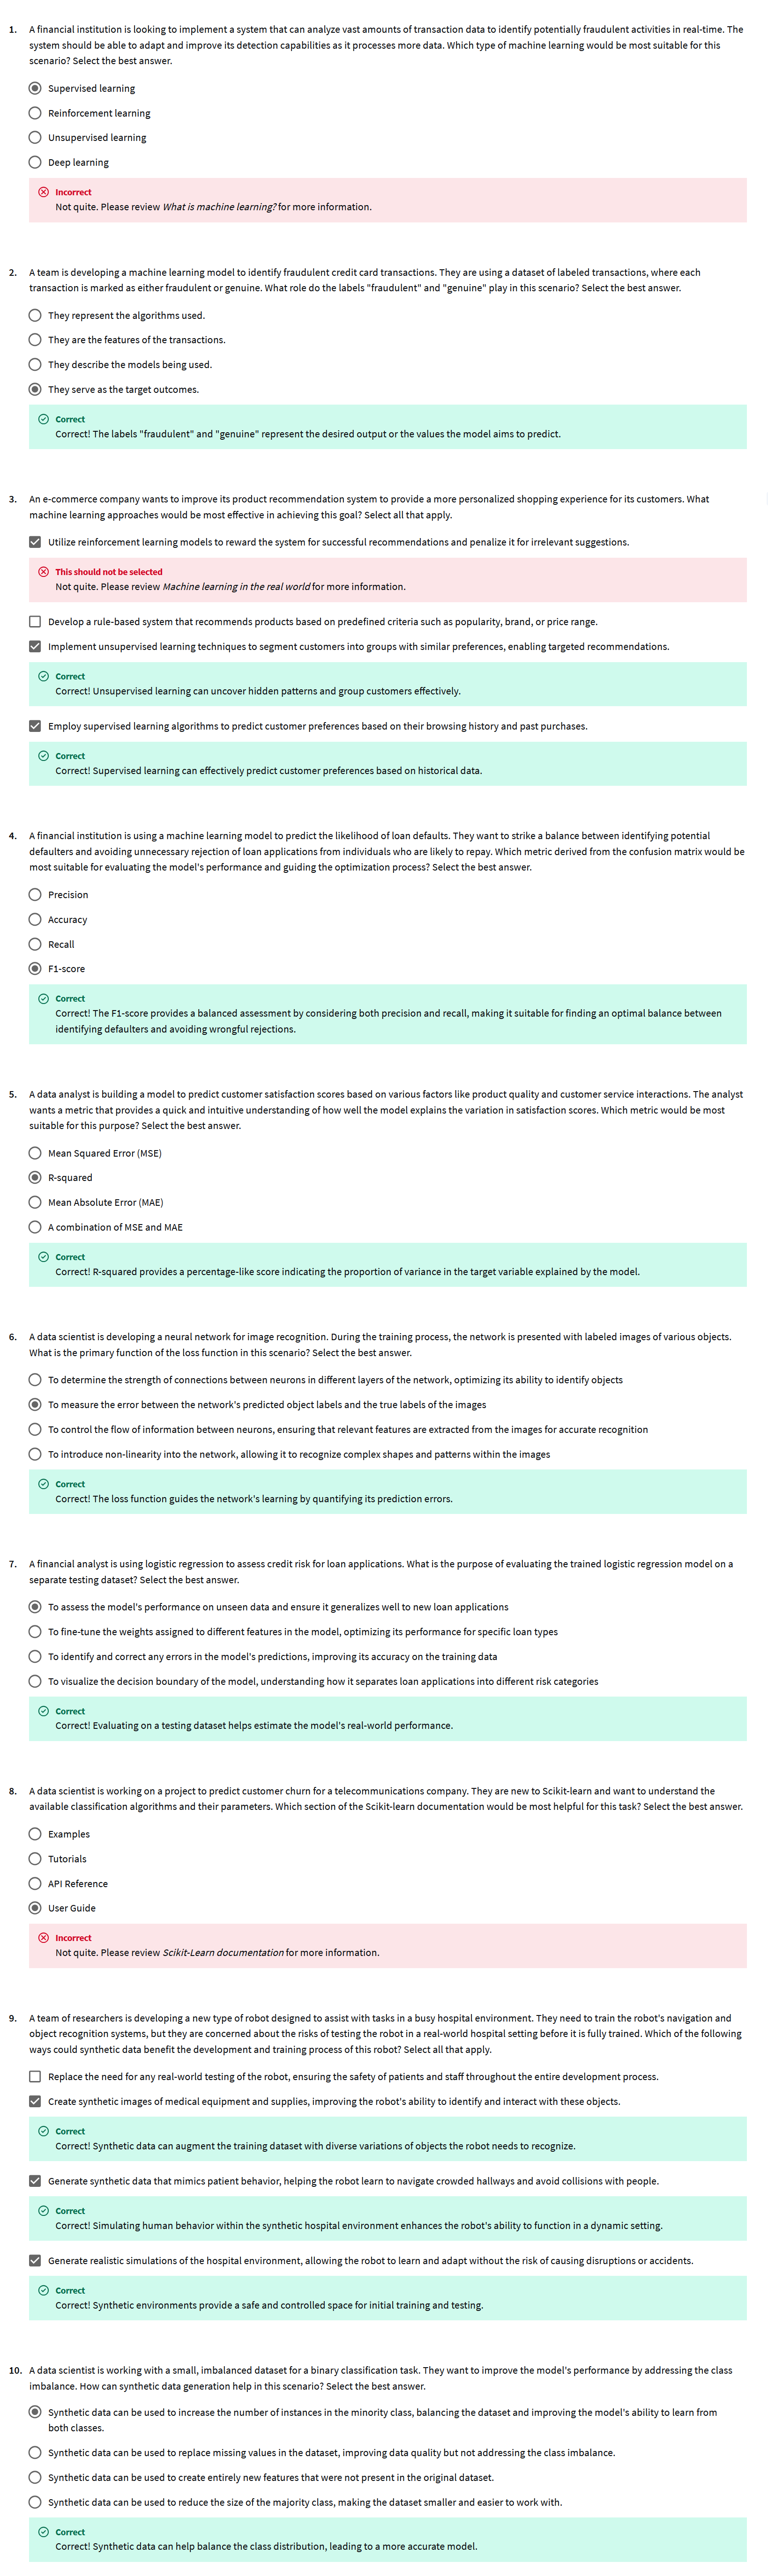 1. A financial institution is looking to implement a system that can analyze vast amounts of transaction data to identify potentially fraudulent activities in real-time. The
system should be able to adapt and improve its detection capabilities as it processes more data. Which type of machine learning would be most suitable for this
scenario? Select the best answer.
Supervised learning
Reinforcement learning
Unsupervised learning
Deep learning
Incorrect
Not quite. Please review What is machine learning? for more information.
2. A team is developing a machine learning model to identify fraudulent credit card transactions. They are using a dataset of labeled transactions, where each
transaction is marked as either fraudulent or genuine. What role do the labels "fraudulent" and "genuine" play in this scenario? Select the best answer.
They represent the algorithms used.
They are the features of the transactions.
They describe the models being used.
They serve as the target outcomes.
Correct
Correct! The labels "fraudulent" and "genuine" represent the desired output or the values the model aims to predict.
3. An e-commerce company wants to improve its product recommendation system to provide a more personalized shopping experience for its customers. What
machine learning approaches would be most effective in achieving this goal? Select all that apply.
Utilize reinforcement learning models to reward the system for successful recommendations and penalize it for irrelevant suggestions.
This should not be selected
Not quite. Please review Machine learning in the real world for more information.
Develop a rule-based system that recommends products based on predefined criteria such as popularity, brand, or price range.
Implement unsupervised learning techniques to segment customers into groups with similar preferences, enabling targeted recommendations.
Correct
Correct! Unsupervised learning can uncover hidden patterns and group customers effectively.
Employ supervised learning algorithms to predict customer preferences based on their browsing history and past purchases.
Correct
Correct! Supervised learning can effectively predict customer preferences based on historical data.
4. A financial institution is using a machine learning model to predict the likelihood of loan defaults. They want to strike a balance between identifying potential
defaulters and avoiding unnecessary rejection of loan applications from individuals who are likely to repay. Which metric derived from the confusion matrix would be
most suitable for evaluating the model's performance and guiding the optimization process? Select the best answer.
Precision
Accuracy
Recall
F1-score
Correct
Correct! The F1-score provides a balanced assessment by considering both precision and recall, making it suitable for finding an optimal balance between
identifying defaulters and avoiding wrongful rejections.
5. A data analyst is building a model to predict customer satisfaction scores based on various factors like product quality and customer service interactions. The analyst
wants a metric that provides a quick and intuitive understanding of how well the model explains the variation in satisfaction scores. Which metric would be most
suitable for this purpose? Select the best answer.
Mean Squared Error (MSE)
R-squared
Mean Absolute Error (MAE)
A combination of MSE and MAE
Correct
Correct! R-squared provides a percentage-like score indicating the proportion of variance in the target variable explained by the model.
6. A data scientist is developing a neural network for image recognition. During the training process, the network is presented with labeled images of various objects.
What is the primary function of the loss function in this scenario? Select the best answer.
To determine the strength of connections between neurons in different layers of the network, optimizing its ability to identify objects
To measure the error between the network's predicted object labels and the true labels of the images
To control the flow of information between neurons, ensuring that relevant features are extracted from the images for accurate recognition
To introduce non-linearity into the network, allowing it to recognize complex shapes and patterns within the images
Correct
Correct! The loss function guides the network's learning by quantifying its prediction errors.
7. A financial analyst is using logistic regression to assess credit risk for loan applications. What is the purpose of evaluating the trained logistic regression model on a
separate testing dataset? Select the best answer.
To assess the model's performance on unseen data and ensure it generalizes well to new loan applications
To fine-tune the weights assigned to different features in the model, optimizing its performance for specific loan types
To identify and correct any errors in the model's predictions, improving its accuracy on the training data
To visualize the decision boundary of the model, understanding how it separates loan applications into different risk categories
Correct
Correct! Evaluating on a testing dataset helps estimate the model's real-world performance.
8. A data scientist is working on a project to predict customer churn for a telecommunications company. They are new to Scikit-learn and want to understand the
available classification algorithms and their parameters. Which section of the Scikit-learn documentation would be most helpful for this task? Select the best answer.
Examples
Tutorials
API Reference
User Guide
Incorrect
Not quite. Please review Scikit-Learn documentation for more information.
9. A team of researchers is developing a new type of robot designed to assist with tasks in a busy hospital environment. They need to train the robot's navigation and
object recognition systems, but they are concerned about the risks of testing the robot in a real-world hospital setting before it is fully trained. Which of the following
ways could synthetic data benefit the development and training process of this robot? Select all that apply.
Replace the need for any real-world testing of the robot, ensuring the safety of patients and staff throughout the entire development process.
Create synthetic images of medical equipment and supplies, improving the robot's ability to identify and interact with these objects.
Correct
Correct! Synthetic data can augment the training dataset with diverse variations of objects the robot needs to recognize.
Generate synthetic data that mimics patient behavior, helping the robot learn to navigate crowded hallways and avoid collisions with people.
Correct
Correct! Simulating human behavior within the synthetic hospital environment enhances the robot's ability to function in a dynamic setting.
Generate realistic simulations of the hospital environment, allowing the robot to learn and adapt without the risk of causing disruptions or accidents.
Correct
Correct! Synthetic environments provide a safe and controlled space for initial training and testing.
10. A data scientist is working with a small, imbalanced dataset for a binary classification task. They want to improve the model's performance by addressing the class
imbalance. How can synthetic data generation help in this scenario? Select the best answer.
Synthetic data can be used to increase the number of instances in the minority class, balancing the dataset and improving the model's ability to learn from
both classes.
Synthetic data can be used to replace missing values in the dataset, improving data quality but not addressing the class imbalance.
Synthetic data can be used to create entirely new features that were not present in the original dataset.
Synthetic data can be used to reduce the size of the majority class, making the dataset smaller and easier to work with.
Correct
Correct! Synthetic data can help balance the class distribution, leading to a more accurate model.